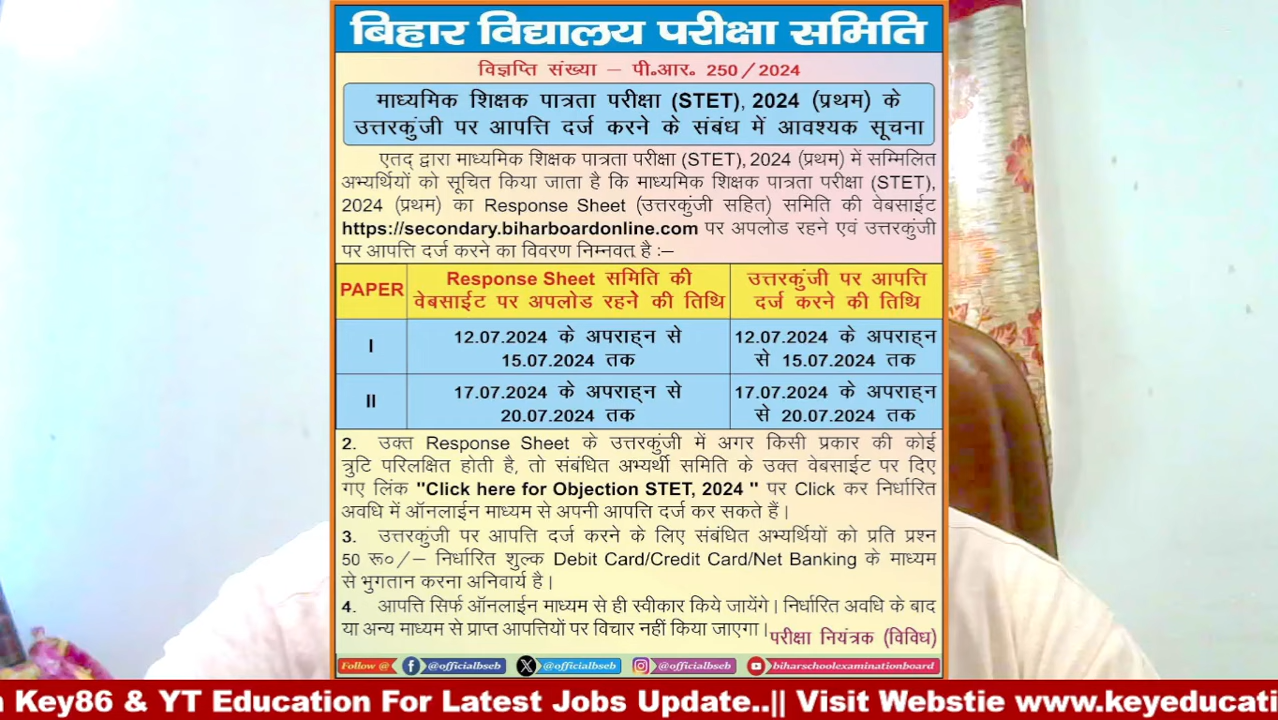 बिहार विद्यालय परीक्षा समिति
विज्ञप्ति संख्या – पी॰आर॰ 250/2024
माध्यमिक शिक्षक पात्रता परीक्षा (STET), 2024 (प्रथम) के
उत्तरकुंजी पर आपत्ति दर्ज करने के संबंध में आवश्यक सूचना
एतद् द्वारा माध्यमिक शिक्षक पात्रता परीक्षा (STET), 2024 (प्रथम) में सम्मिलित
अभ्यर्थियों को सूचित किया जाता है कि माध्यमिक शिक्षक पात्रता परीक्षा (STET),
2024 (प्रथम) का Response Sheet (उत्तरकुंजी सहित) समिति की वेबसाईट
https://secondary.biharboardonline.com पर अपलोड रहने एवं उत्तरकुंजी
पर आपत्ति दर्ज करने का विवरण निम्नवत् है :–
PAPER
Response Sheet समिति की
वेबसाईट पर अपलोड रहने की तिथि
उत्तरकुंजी पर आपत्ति
दर्ज करने की तिथि
I
12.07.2024 के अपराह्न से
15.07.2024 तक
12.07.2024 के अपराह्न
से 15.07.2024 तक
II
17.07.2024 के अपराह्न से
20.07.2024 तक
17.07.2024 के अपराह्न
से 20.07.2024 तक
2. उक्त Response Sheet के उत्तरकुंजी में अगर किसी प्रकार की कोई
त्रुटि परिलक्षित होती है, तो संबंधित अभ्यर्थी समिति के उक्त वेबसाईट पर दिए
गए लिंक "Click here for Objection STET, 2024 " पर Click कर निर्धारित
अवधि में ऑनलाईन माध्यम से अपनी आपत्ति दर्ज कर सकते हैं।
3. उत्तरकुंजी पर आपत्ति दर्ज करने के लिए संबंधित अभ्यर्थियों को प्रति प्रश्न
50 रू०/– निर्धारित शुल्क Debit Card/Credit Card/Net Banking के माध्यम
से भुगतान करना अनिवार्य है।
4. आपत्ति सिर्फ ऑनलाईन माध्यम से ही स्वीकार किये जायेंगे। निर्धारित अवधि के बाद
या अन्य माध्यम से प्राप्त आपत्तियों पर विचार नहीं किया जाएगा।
परीक्षा नियंत्रक (विविध)
Follow @ @officialbseb @officialbseb @officialbseb biharschoolexaminationboard
n Key86 & YT Education For Latest Jobs Update..|| Visit Webstie www.keyeducati